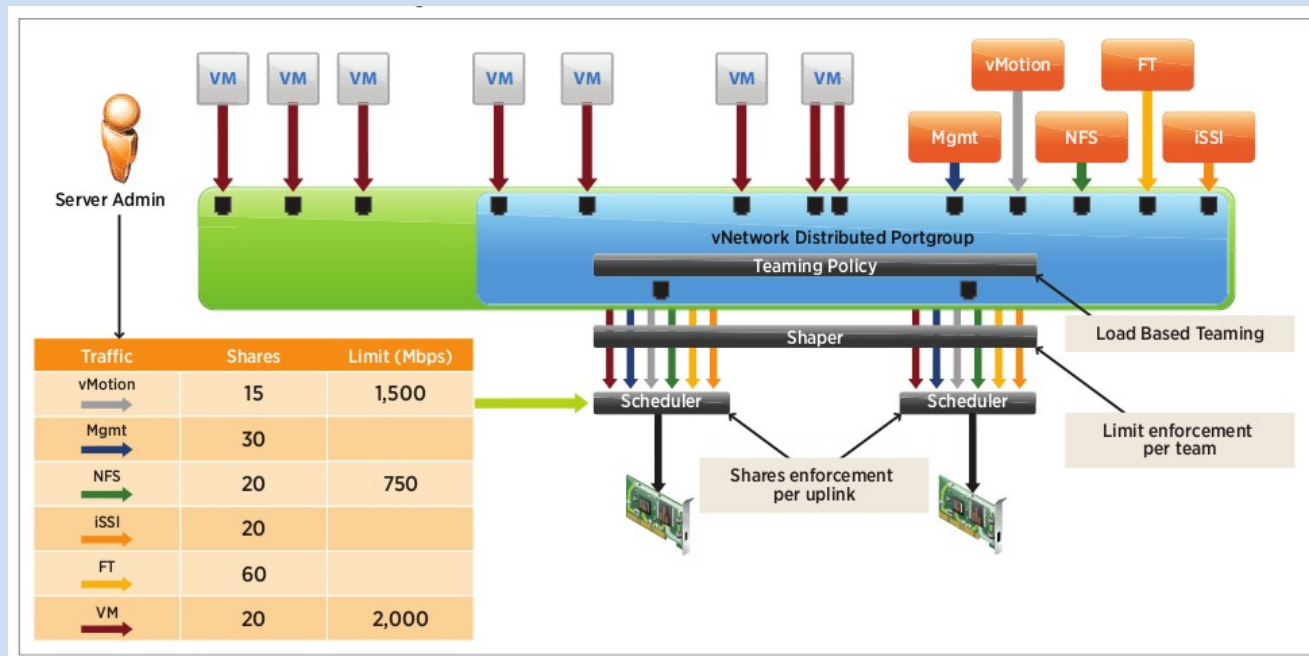 VM
VM
VM
VM
VM
VM
VM
vMotion
FT
Mgmt
NFS
iSSI
Server Admin
vNetwork Distributed Portgroup
Teaming Policy
Load Based Teaming
Shaper
Scheduler
Scheduler
Limit enforcement
per team
Shares enforcement
per uplink
Traffic Shares Limit (Mbps)
vMotion 15 1,500
Mgmt 30
NFS 20 750
iSSI 20
FT 60
VM 20 2,000